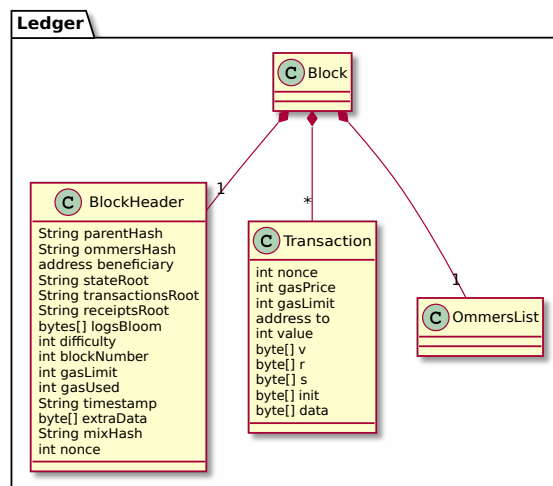 Ledger
C Block
1
*
1
C BlockHeader
String parentHash
String ommersHash
address beneficiary
String stateRoot
String transactionsRoot
String receiptsRoot
bytes[] logsBloom
int difficulty
int blockNumber
int gasLimit
int gasUsed
String timestamp
byte[] extraData
String mixHash
int nonce
C Transaction
int nonce
int gasPrice
int gasLimit
address to
int value
byte[] v
byte[] r
byte[] s
byte[] init
byte[] data
C OmmersList